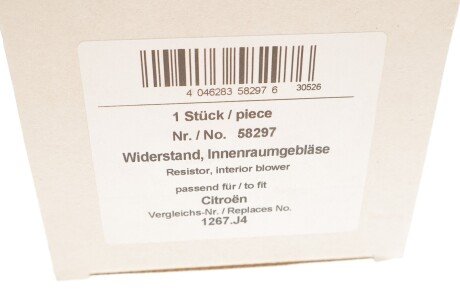 4 046283 58297 6 30526
1 Stück / piece
Nr. / No. 58297
Widerstand, Innenraumgebläse
Resistor, interior blower
passend für / to fit
Citroën
Vergleichs-Nr. / Replaces No.
1267.J4